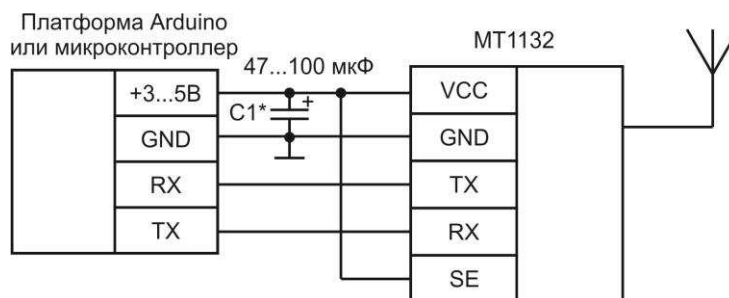 Платформа Arduino
или микроконтроллер
47...100 мкФ
MT1132
+3...5В
C1*
+
VCC
GND
GND
RX
TX
TX
RX
SE